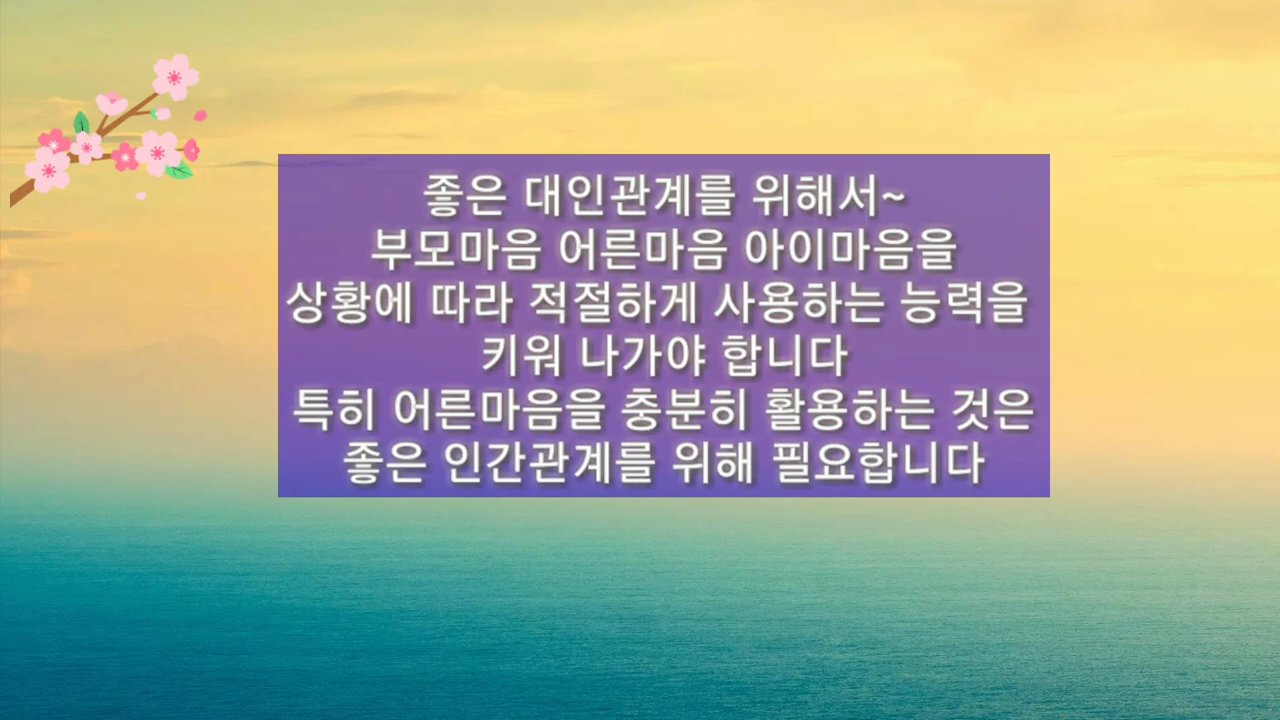 좋은 대인관계를 위해서~
부모마음 어른마음 아이마음을
상황에 따라 적절하게 사용하는 능력을
키워 나가야 합니다
특히 어른마음을 충분히 활용하는 것은
좋은 인간관계를 위해 필요합니다